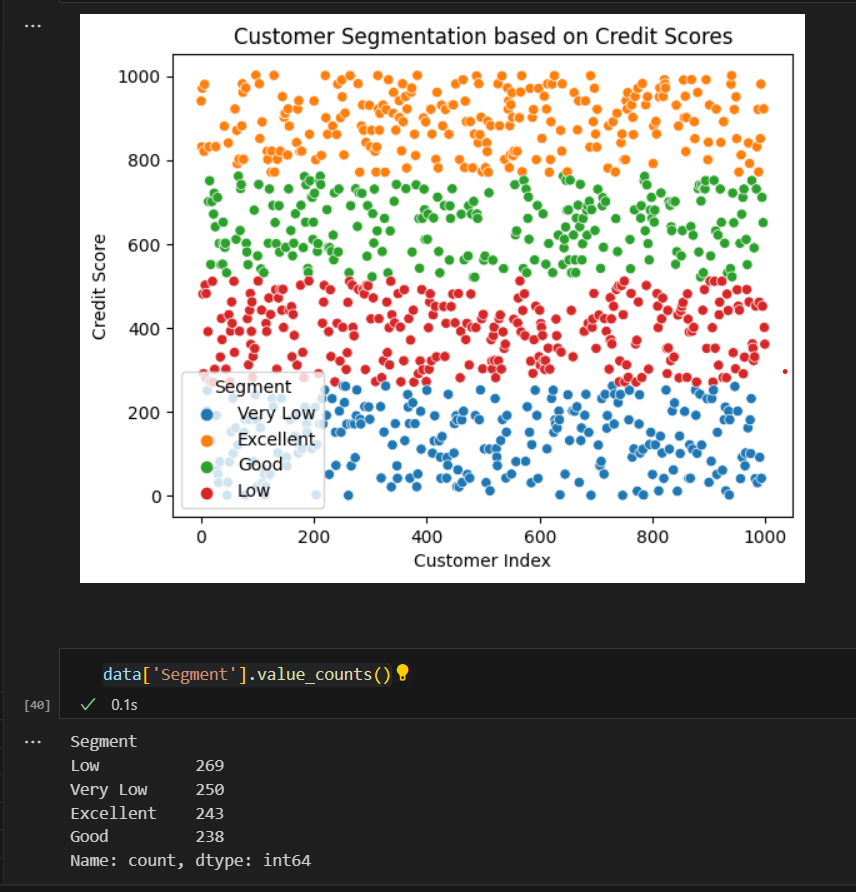 ...
Customer Segmentation based on Credit Scores
1000
800
600
400
200
0
Credit Score
Segment
Very Low
Excellent
Good
Low
0 200 400 600 800 1000
Customer Index
data['Segment'].value_counts()
[40] 0.1s
...
Segment
Low 269
Very Low 250
Excellent 243
Good 238
Name: count, dtype: int64